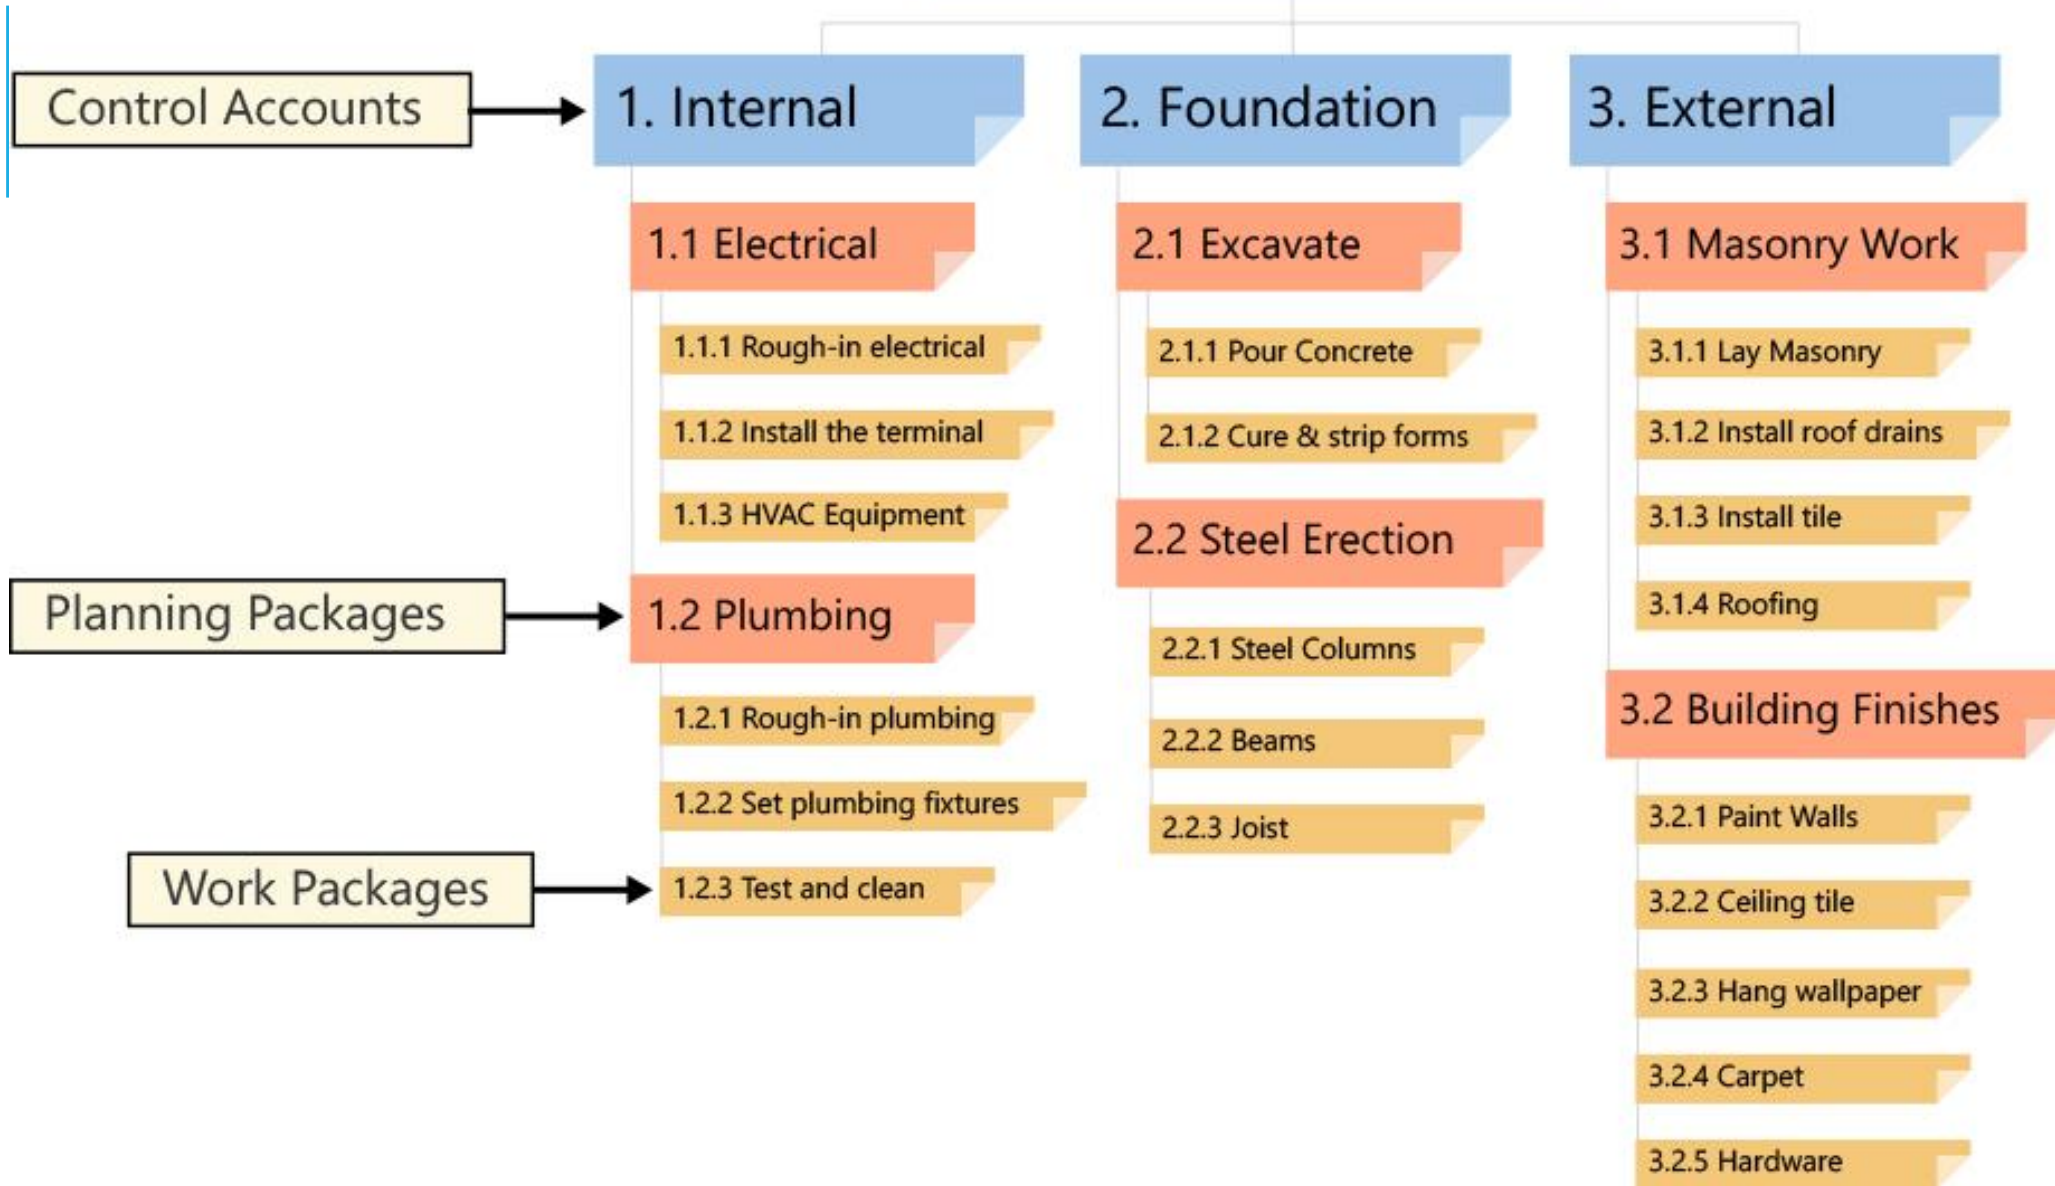 Control Accounts
1. Internal
2. Foundation
3. External
1.1 Electrical
1.1.1 Rough-in electrical
1.1.2 Install the terminal
1.1.3 HVAC Equipment
Planning Packages
1.2 Plumbing
1.2.1 Rough-in plumbing
1.2.2 Set plumbing fixtures
Work Packages
1.2.3 Test and clean
2.1 Excavate
2.1.1 Pour Concrete
2.1.2 Cure & strip forms
2.2 Steel Erection
2.2.1 Steel Columns
2.2.2 Beams
2.2.3 Joist
3.1 Masonry Work
3.1.1 Lay Masonry
3.1.2 Install roof drains
3.1.3 Install tile
3.1.4 Roofing
3.2 Building Finishes
3.2.1 Paint Walls
3.2.2 Ceiling tile
3.2.3 Hang wallpaper
3.2.4 Carpet
3.2.5 Hardware